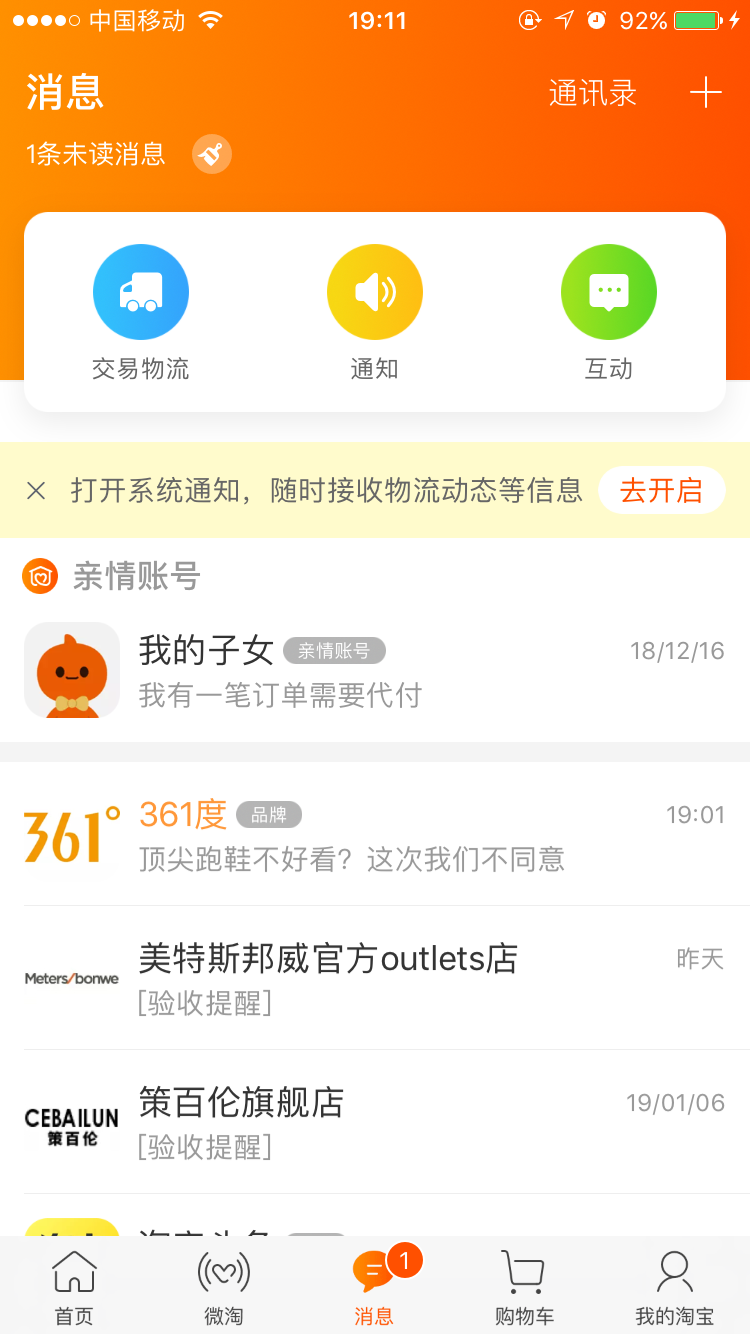 中国移动 19:11 92%
消息 通讯录
1条未读消息
交易物流 通知 互动
打开系统通知，随时接收物流动态等信息 去开启
亲情账号
我的子女 亲情账号 18/12/16
我有一笔订单需要代付
361° 361度 品牌 19:01
顶尖跑鞋不好看？这次我们不同意
美特斯邦威官方outlets店 昨天
Meters/bonwe
[验收提醒]
策百伦旗舰店 19/01/06
CEBAILUN
策百伦
[验收提醒]
1
首页 微淘 消息 购物车 我的淘宝